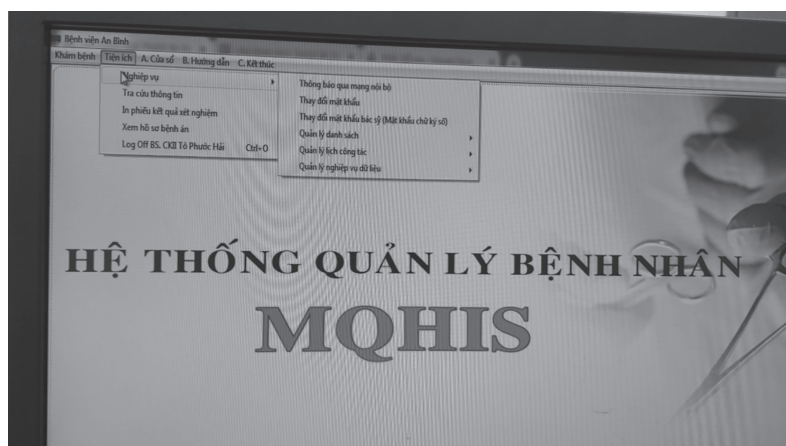 Bệnh viện An Bình
Khám bệnh Tiện ích A. Cửa sổ B. Hướng dẫn C. Kết thúc
Nghiệp vụ
Tra cứu thông tin
In phiếu kết quả xét nghiệm
Xem hồ sơ bệnh án
Log Off BS. CKII Tô Phước Hải Ctrl+O
Thông báo qua mạng nội bộ
Thay đổi mật khẩu
Thay đổi mật khẩu bác sỹ (Mật khẩu chữ ký số)
Quản lý danh sách
Quản lý lịch công tác
Quản lý nghiệp vụ dữ liệu
HỆ THỐNG QUẢN LÝ BỆNH NHÂN
MQHIS